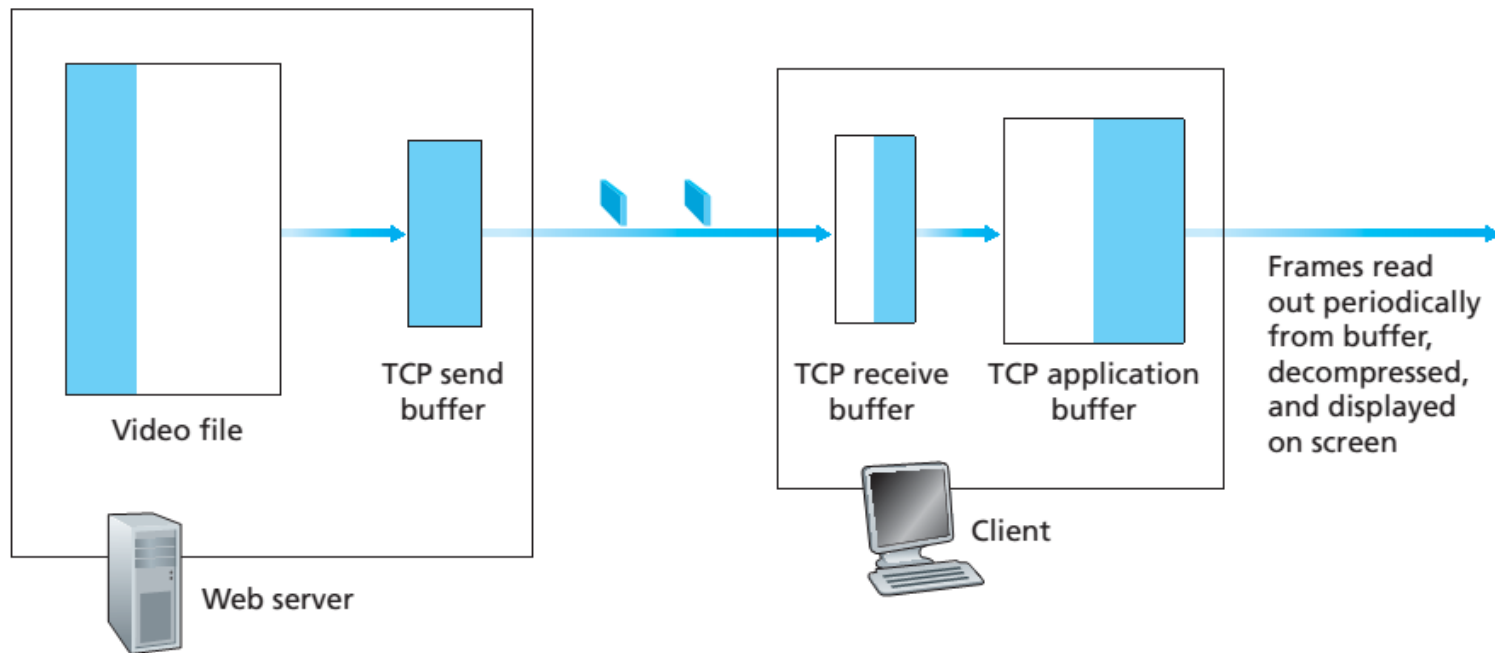 Video file
TCP send
buffer
Web server
TCP receive
buffer
TCP application
buffer
Client
Frames read
out periodically
from buffer,
decompressed,
and displayed
on screen